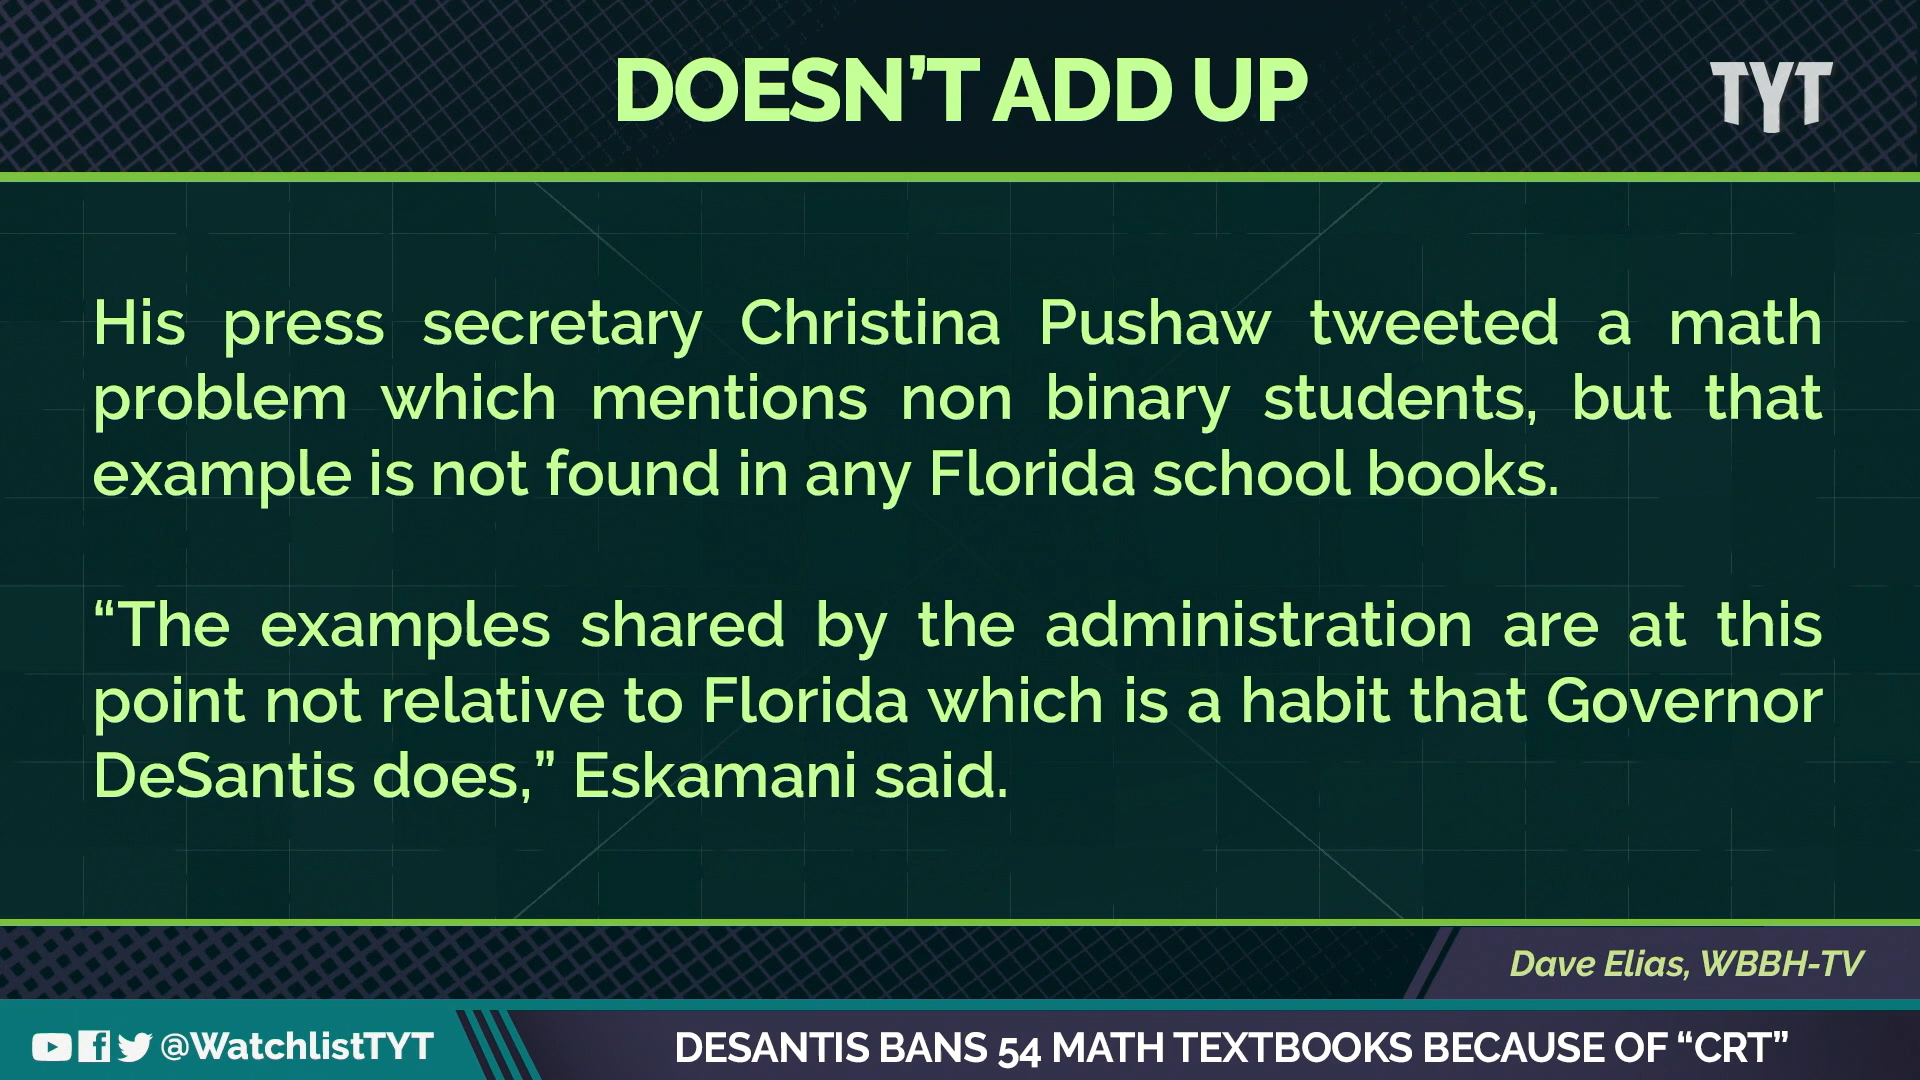 DOESN’T ADD UP
TYT
His press secretary Christina Pushaw tweeted a math
problem which mentions non binary students, but that
example is not found in any Florida school books.
“The examples shared by the administration are at this
point not relative to Florida which is a habit that Governor
DeSantis does,” Eskamani said.
Dave Elias, WBBH-TV
@WatchlistTYT
DESANTIS BANS 54 MATH TEXTBOOKS BECAUSE OF “CRT”